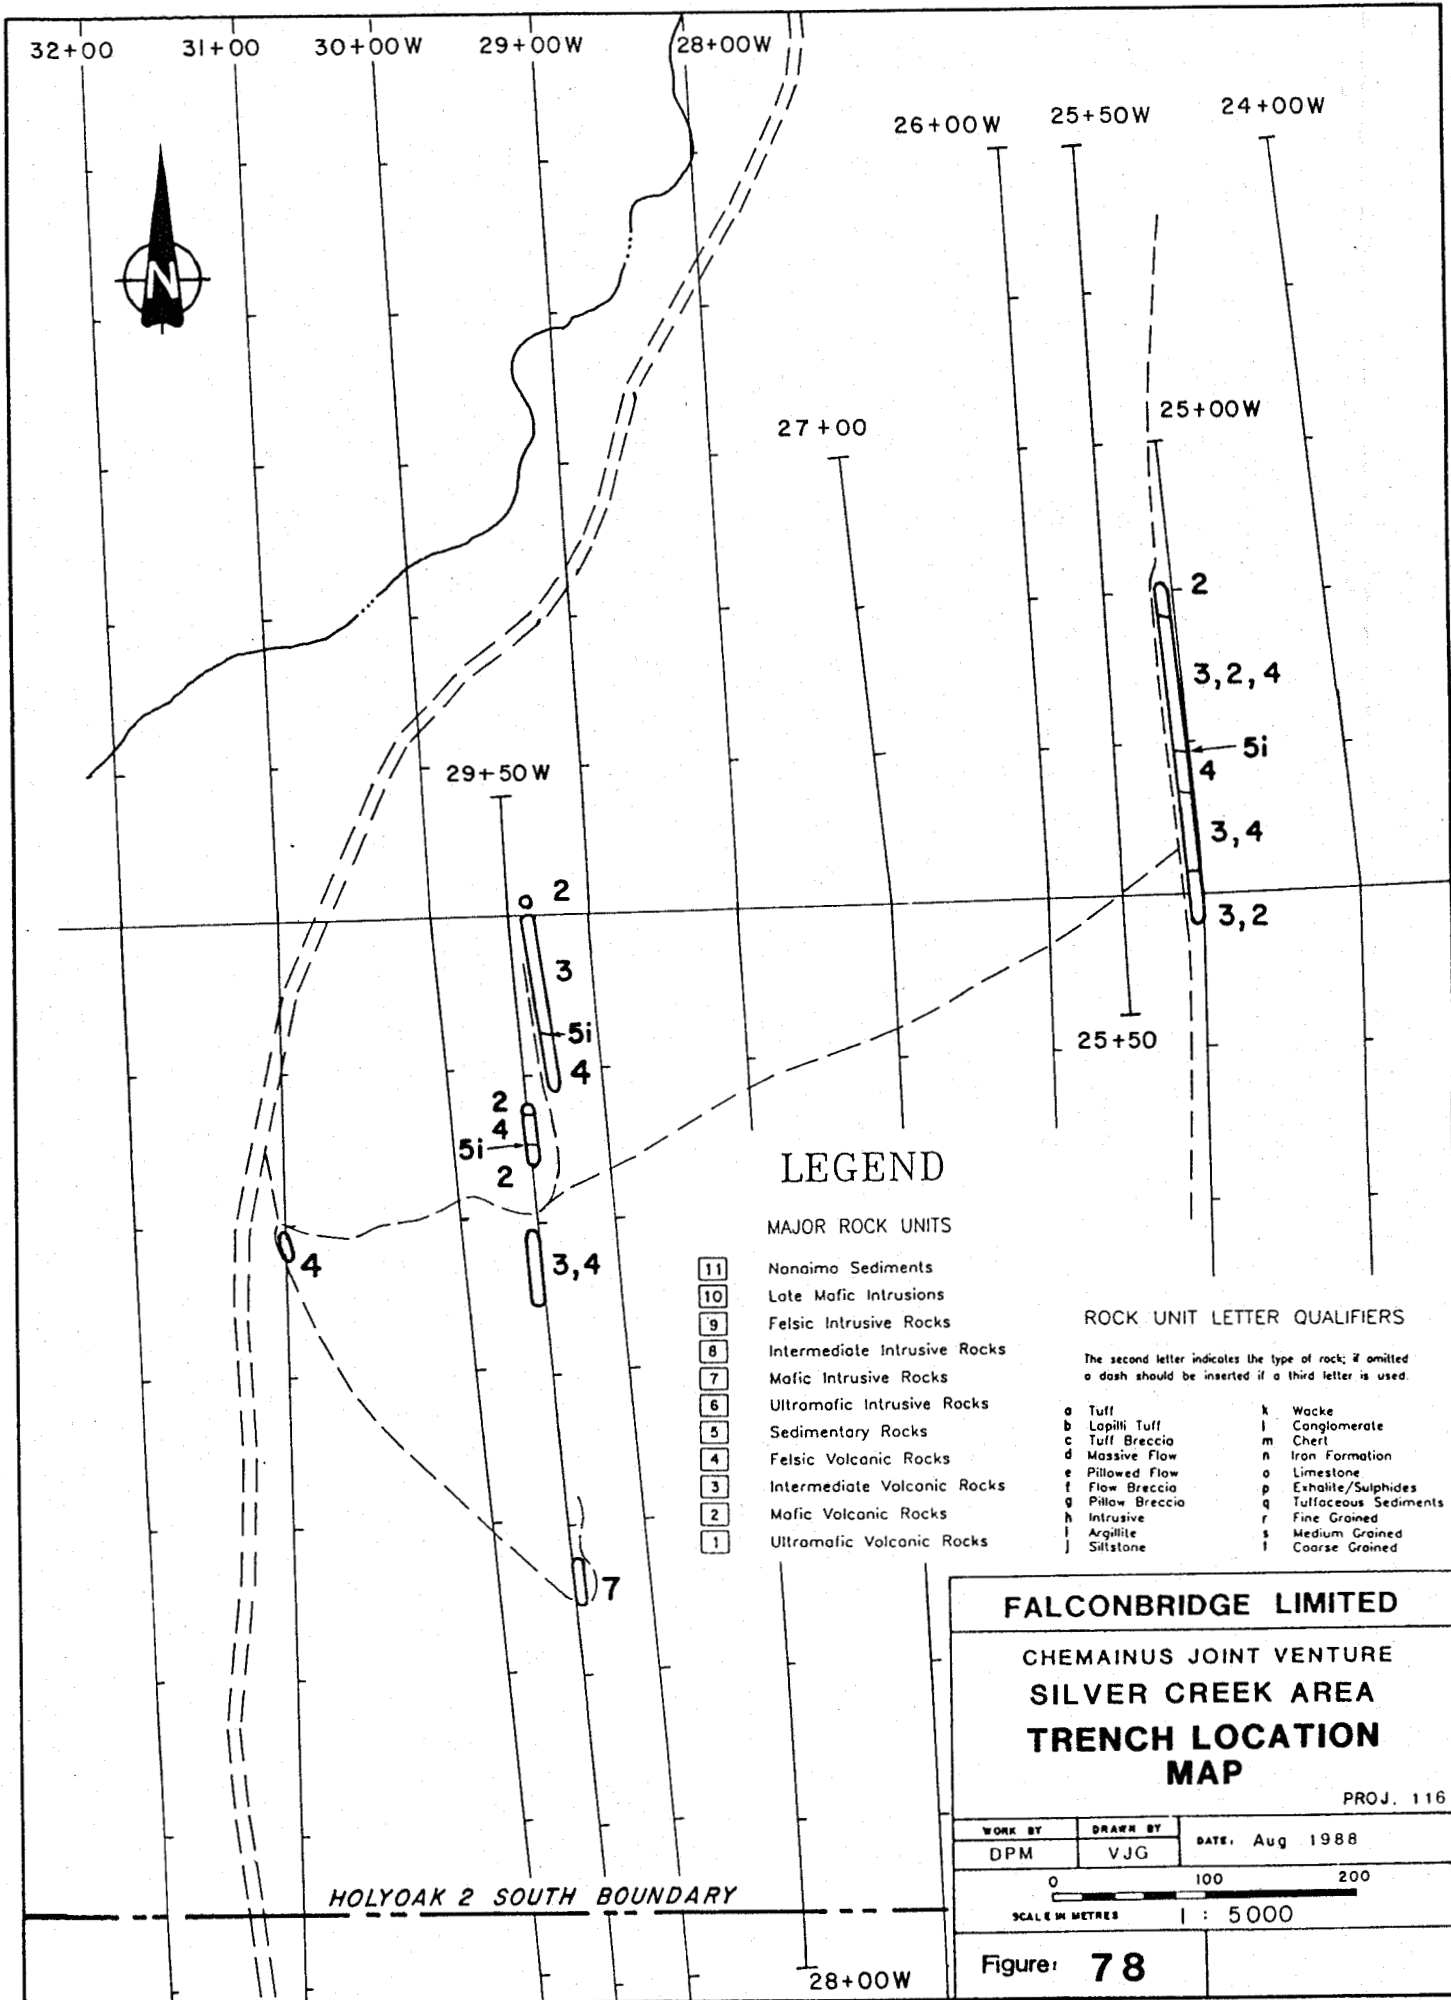 32+00 31+00 30+00W 29+00W 28+00W
26+00W 25+50W 24+00W
N
25+00W
27+00
2
3,2,4
5i
29+50W
4
3,4
2
3,2
3
5i
25+50
4
2
4
5i
2
4
3,4
7
LEGEND
MAJOR ROCK UNITS
11 Nanaimo Sediments
10 Late Mafic Intrusions
9 Felsic Intrusive Rocks
8 Intermediate Intrusive Rocks
7 Mafic Intrusive Rocks
6 Ultramafic Intrusive Rocks
5 Sedimentary Rocks
4 Felsic Volcanic Rocks
3 Intermediate Volcanic Rocks
2 Mafic Volcanic Rocks
1 Ultramafic Volcanic Rocks
ROCK UNIT LETTER QUALIFIERS
The second letter indicates the type of rock; if omitted
a dash should be inserted if a third letter is used.
a Tuff
b Lapilli Tuff
c Tuff Breccia
d Massive Flow
e Pillowed Flow
f Flow Breccia
g Pillow Breccia
h Intrusive
i Argillite
j Siltstone
k Wacke
l Conglomerate
m Chert
n Iron Formation
o Limestone
p Exhalite/Sulphides
q Tuffaceous Sediments
r Fine Grained
s Medium Grained
t Coarse Grained
FALCONBRIDGE LIMITED
CHEMAINUS JOINT VENTURE
SILVER CREEK AREA
TRENCH LOCATION
MAP
PROJ. 116
WORK BY DRAWN BY DATE: Aug 1988
DPM VJG
0 100 200
SCALE IN METRES 1 : 5000
Figure: 78
HOLYOAK 2 SOUTH BOUNDARY
28+00W